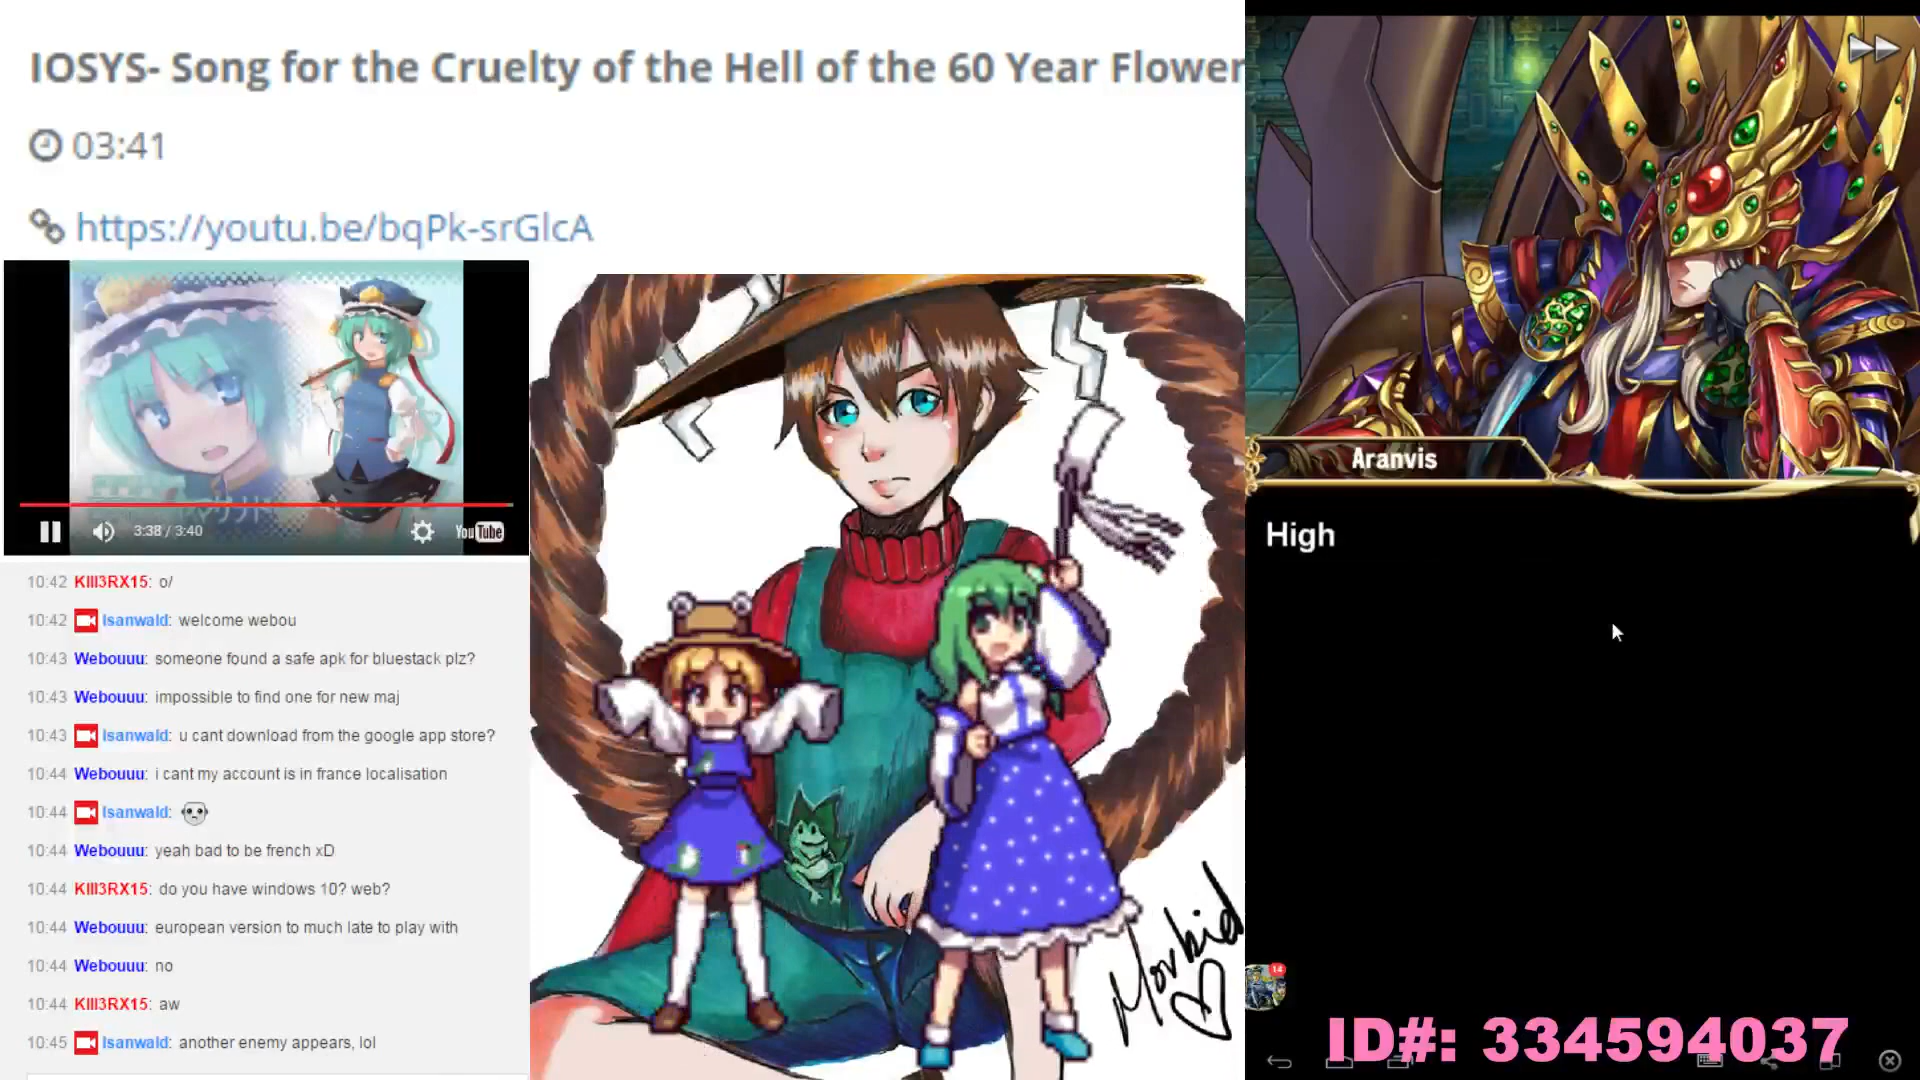 IOSYS- Song for the Cruelty of the Hell of the 60 Year Flower
03:41
https://youtu.be/bqPk-srGlcA
3:38 / 3:40
YouTube
10:42 KIll3RX15: o/
10:42 Isanwald: welcome webou
10:43 Webouuu: someone found a safe apk for bluestack plz?
10:43 Webouuu: impossible to find one for new maj
10:43 Isanwald: u cant download from the google app store?
10:44 Webouuu: i cant my account is in france localisation
10:44 Isanwald:
10:44 Webouuu: yeah bad to be french xD
10:44 KIll3RX15: do you have windows 10? web?
10:44 Webouuu: european version to much late to play with
10:44 Webouuu: no
10:44 KIll3RX15: aw
10:45 Isanwald: another enemy appears, lol
Morbid
Aranvis
High
14
ID#: 334594037